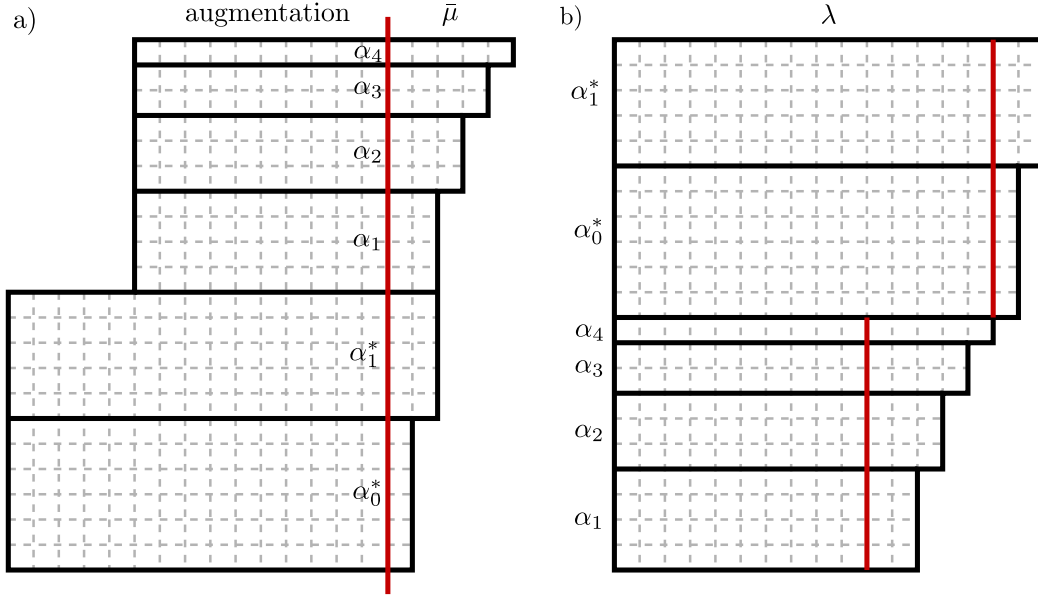 a)
augmentation μ̄
α₄
α₃
α₂
α₁
α₁*
α₀*
b)
λ
α₁*
α₀*
α₄
α₃
α₂
α₁